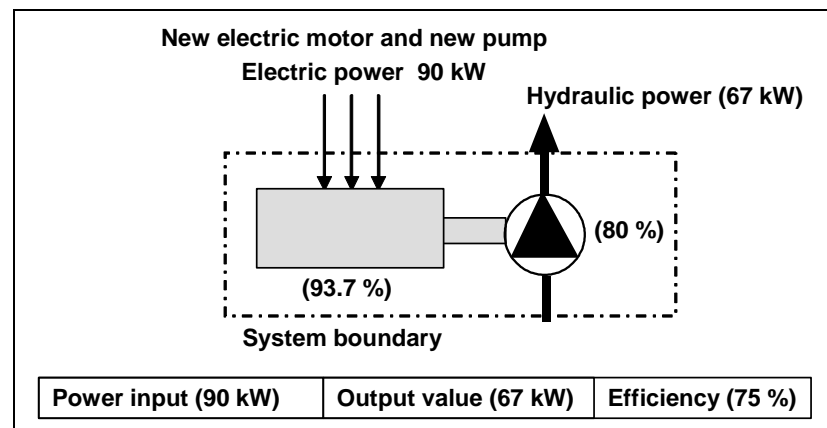 New electric motor and new pump
Electric power 90 kW
Hydraulic power (67 kW)
(80 %)
(93.7 %)
System boundary
Power input (90 kW) Output value (67 kW) Efficiency (75 %)